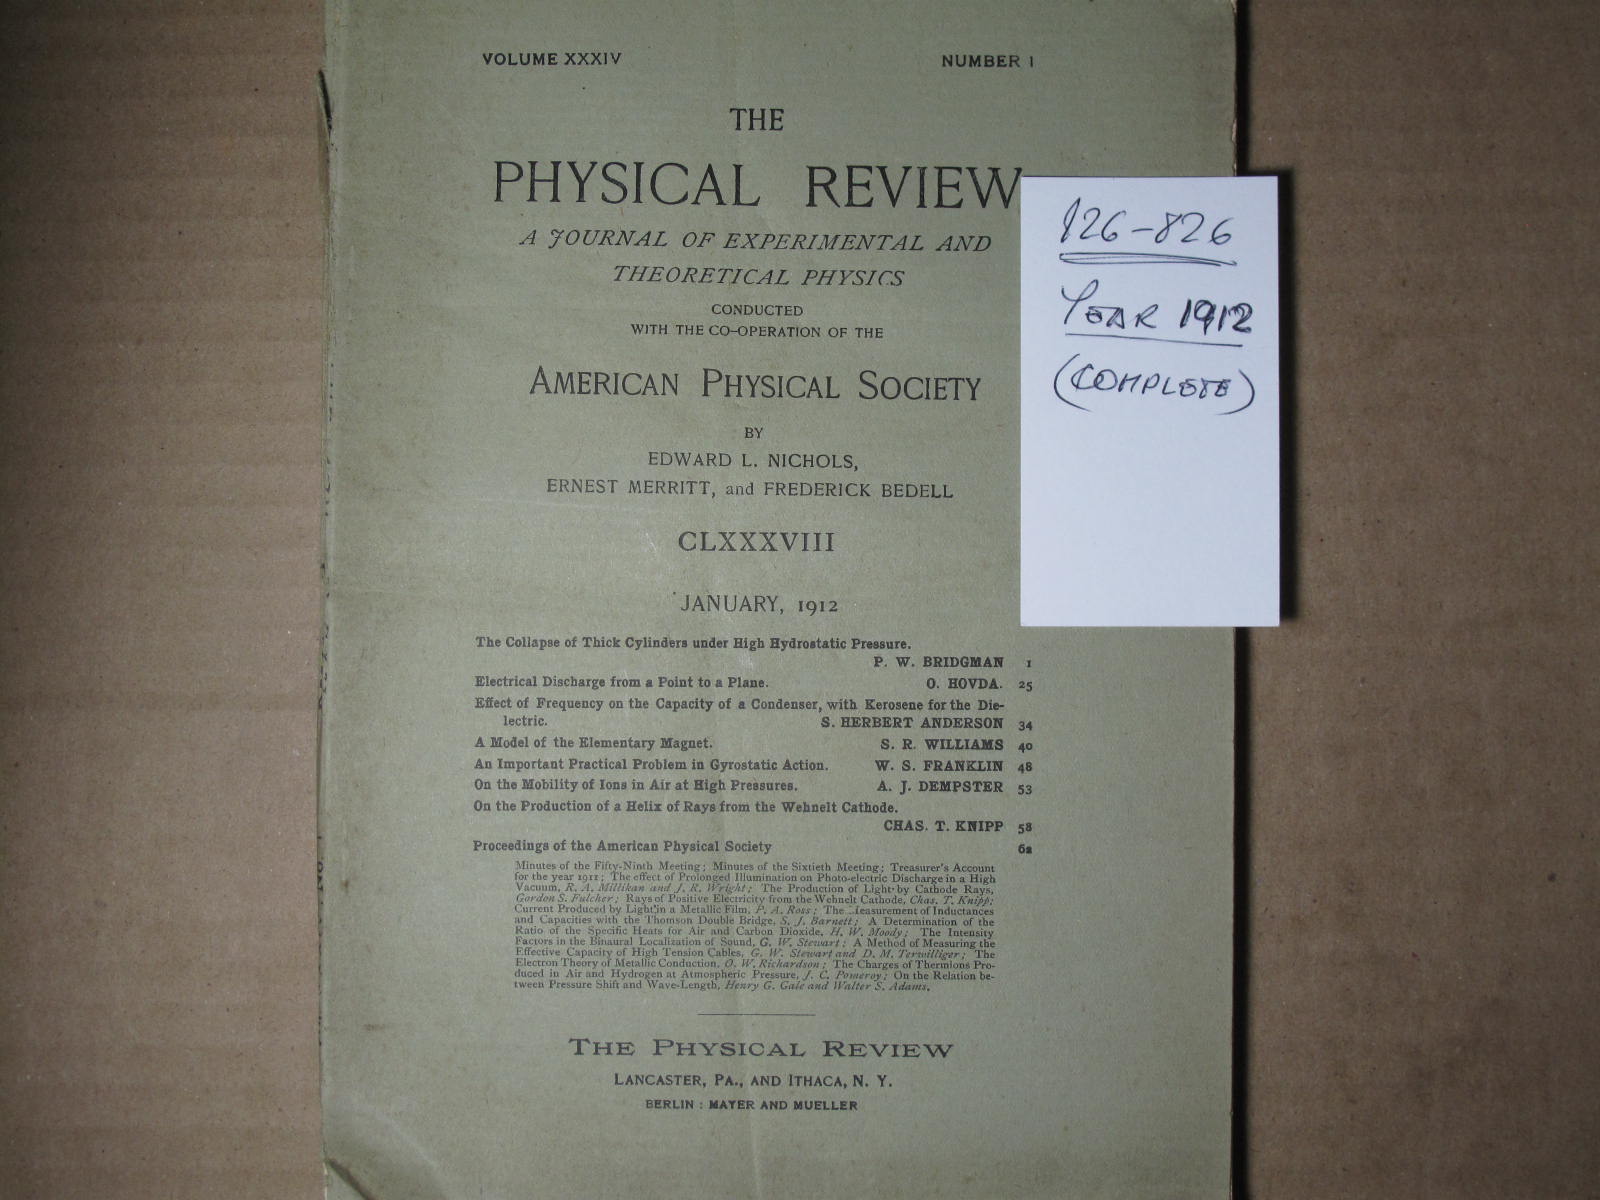 VOLUME XXXIV NUMBER 1
THE
PHYSICAL REVIEW
A JOURNAL OF EXPERIMENTAL AND
THEORETICAL PHYSICS
CONDUCTED
WITH THE CO-OPERATION OF THE
AMERICAN PHYSICAL SOCIETY
BY
EDWARD L. NICHOLS,
ERNEST MERRITT, and FREDERICK BEDELL
CLXXXVIII
JANUARY, 1912
The Collapse of Thick Cylinders under High Hydrostatic Pressure.
P. W. BRIDGMAN 1
Electrical Discharge from a Point to a Plane. O. HOVDA. 25
Effect of Frequency on the Capacity of a Condenser, with Kerosene for the Die-
lectric. S. HERBERT ANDERSON 34
A Model of the Elementary Magnet. S. R. WILLIAMS 40
An Important Practical Problem in Gyrostatic Action. W. S. FRANKLIN 48
On the Mobility of Ions in Air at High Pressures. A. J. DEMPSTER 53
On the Production of a Helix of Rays from the Wehnelt Cathode.
CHAS. T. KNIPP 58
Proceedings of the American Physical Society 62
Minutes of the Fifty-Ninth Meeting; Minutes of the Sixtieth Meeting; Treasurer's Account
for the year 1911; The effect of Prolonged Illumination on Photo-electric Discharge in a High
Vacuum, R. A. Millikan and J. R. Wright; The Production of Light by Cathode Rays,
Gordon S. Fulcher; Rays of Positive Electricity from the Wehnelt Cathode, Chas. T. Knipp;
Current Produced by Light in a Metallic Film, P. A. Ross; The Measurement of Inductances
and Capacities with the Thomson Double Bridge, S. J. Barnett; A Determination of the
Ratio of the Specific Heats for Air and Carbon Dioxide, H. W. Moody; The Intensity
Factors in the Binaural Localization of Sound, G. W. Stewart; A Method of Measuring the
Effective Capacity of High Tension Cables, G. W. Stewart and D. M. Terwilliger; The
Electron Theory of Metallic Conduction, O. W. Richardson; The Charges of Thermions Pro-
duced in Air and Hydrogen at Atmospheric Pressure, J. C. Pomeroy; On the Relation be-
tween Pressure Shift and Wave-Length, Henry G. Gale and Walter S. Adams.
THE PHYSICAL REVIEW
LANCASTER, PA., AND ITHACA, N. Y.
BERLIN: MAYER AND MUELLER
126-826
YEAR 1912
(COMPLETE)